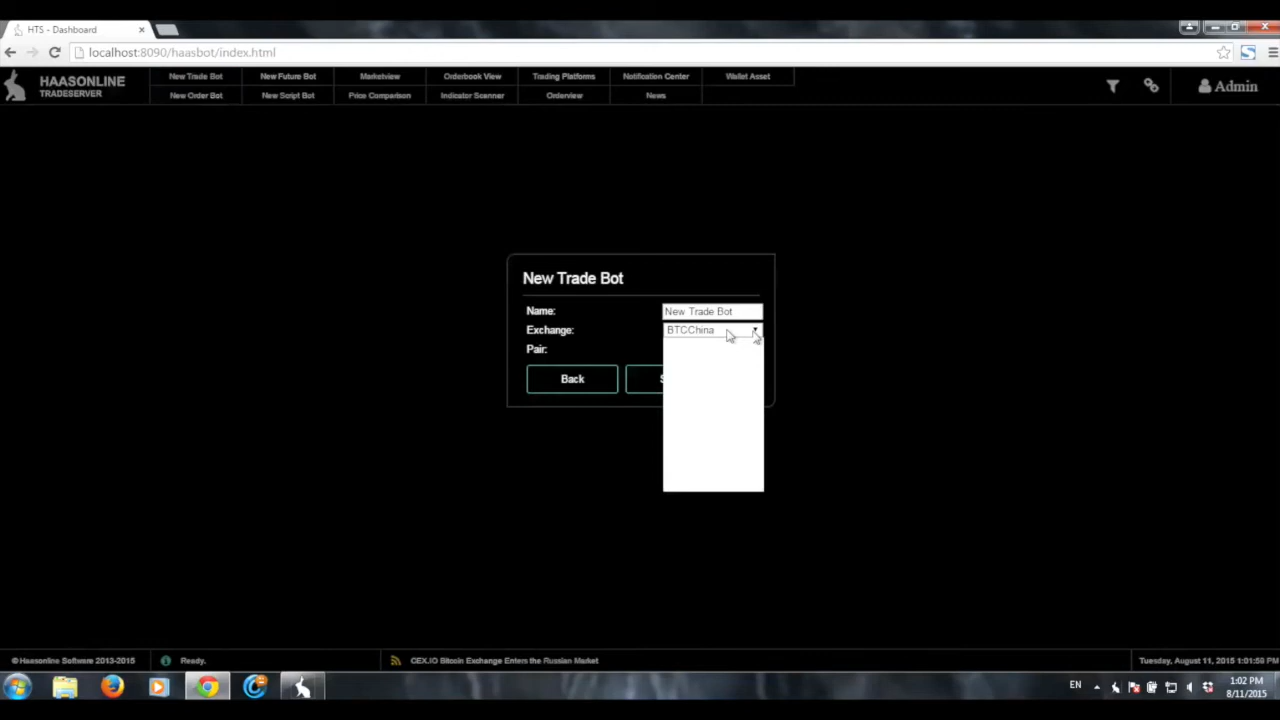 HTS - Dashboard
localhost:8090/haasbot/index.html
HAASONLINE
TRADESERVER
New Trade Bot
New Future Bot
Marketview
Orderbook View
Trading Platforms
Notification Center
Wallet Asset
New Order Bot
New Script Bot
Price Comparison
Indicator Scanner
Orderview
News
Admin
New Trade Bot
Name:
New Trade Bot
Exchange:
BTCChina
Pair:
Back
S
© Haasonline Software 2013-2015
Ready.
CEX.IO Bitcoin Exchange Enters the Russian Market
Tuesday, August 11, 2015 1:01:58 PM
EN
1:02 PM
8/11/2015